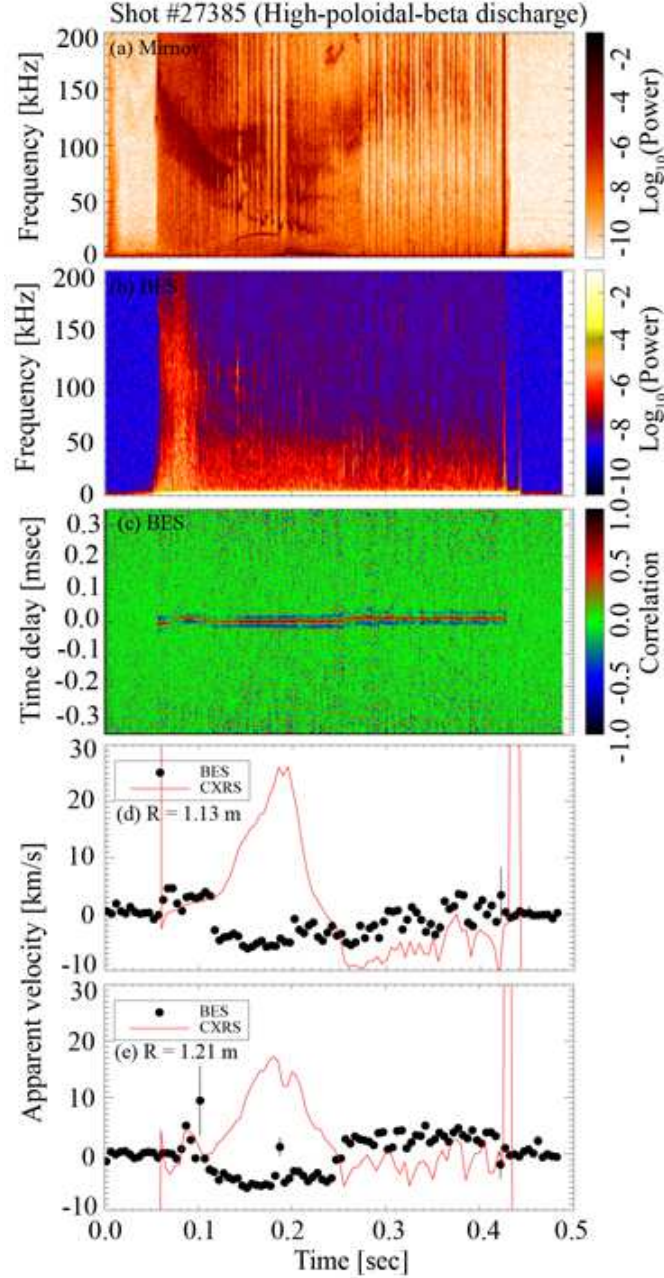 Shot #27385 (High-poloidal-beta discharge)
(a) Mirnov
Frequency [kHz]
200
150
100
50
0
-2
-4
-6
-8
-10
Log10(Power)
(b) BES
Frequency [kHz]
200
150
100
50
0
-2
-4
-6
-8
-10
Log10(Power)
(c) BES
Time delay [msec]
0.3
0.2
0.1
0.0
-0.1
-0.2
-0.3
1.0
0.5
0.0
-0.5
-1.0
Correlation
Apparent velocity [km/s]
30
20
10
0
-10
BES
CXRS
(d) R = 1.13 m
30
20
10
0
-10
BES
CXRS
(e) R = 1.21 m
0.0 0.1 0.2 0.3 0.4 0.5
Time [sec]